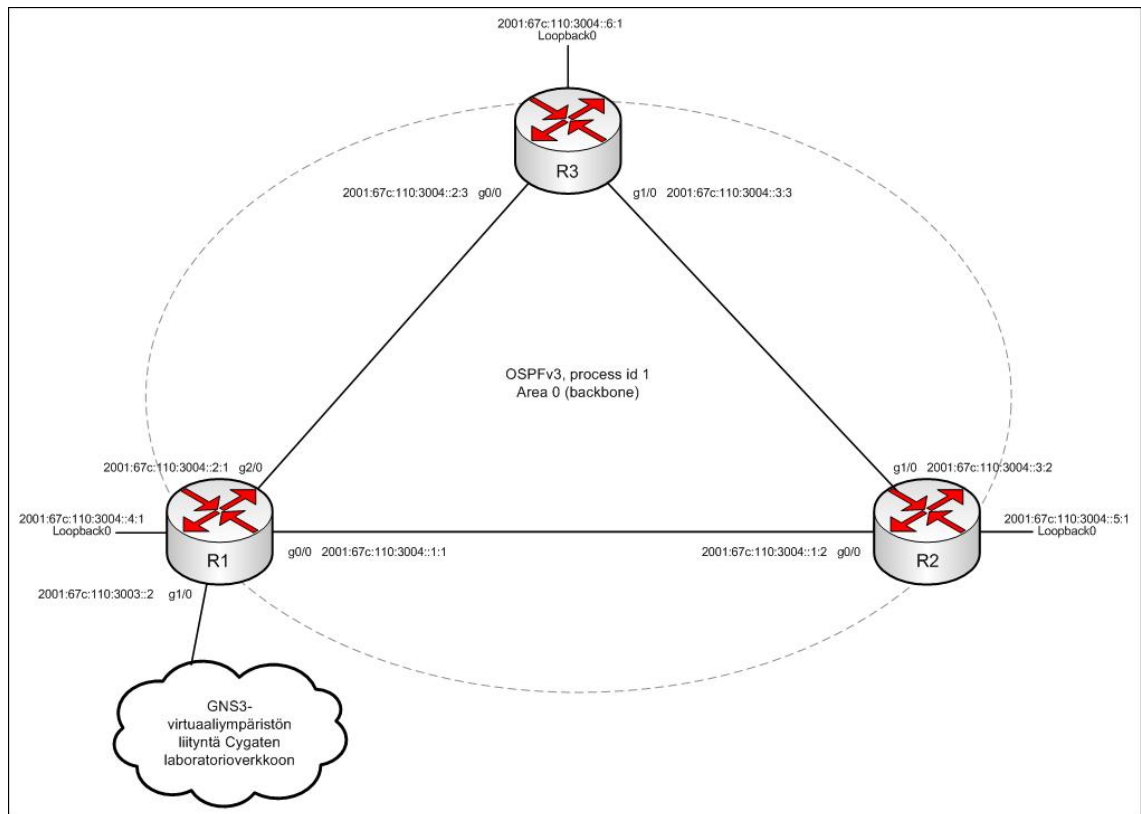 2001:67c:110:3004::6:1
Loopback0
R3
2001:67c:110:3004::2:3 g0/0
g1/0 2001:67c:110:3004::3:3
OSPFv3, process id 1
Area 0 (backbone)
2001:67c:110:3004::2:1 g2/0
g1/0 2001:67c:110:3004::3:2
2001:67c:110:3004::4:1
Loopback0
2001:67c:110:3004::5:1
Loopback0
R1
g0/0 2001:67c:110:3004::1:1
2001:67c:110:3004::1:2 g0/0
R2
2001:67c:110:3003::2 g1/0
GNS3-
virtuaaliympäristön
liityntä Cygaten
laboratorioverkkoon